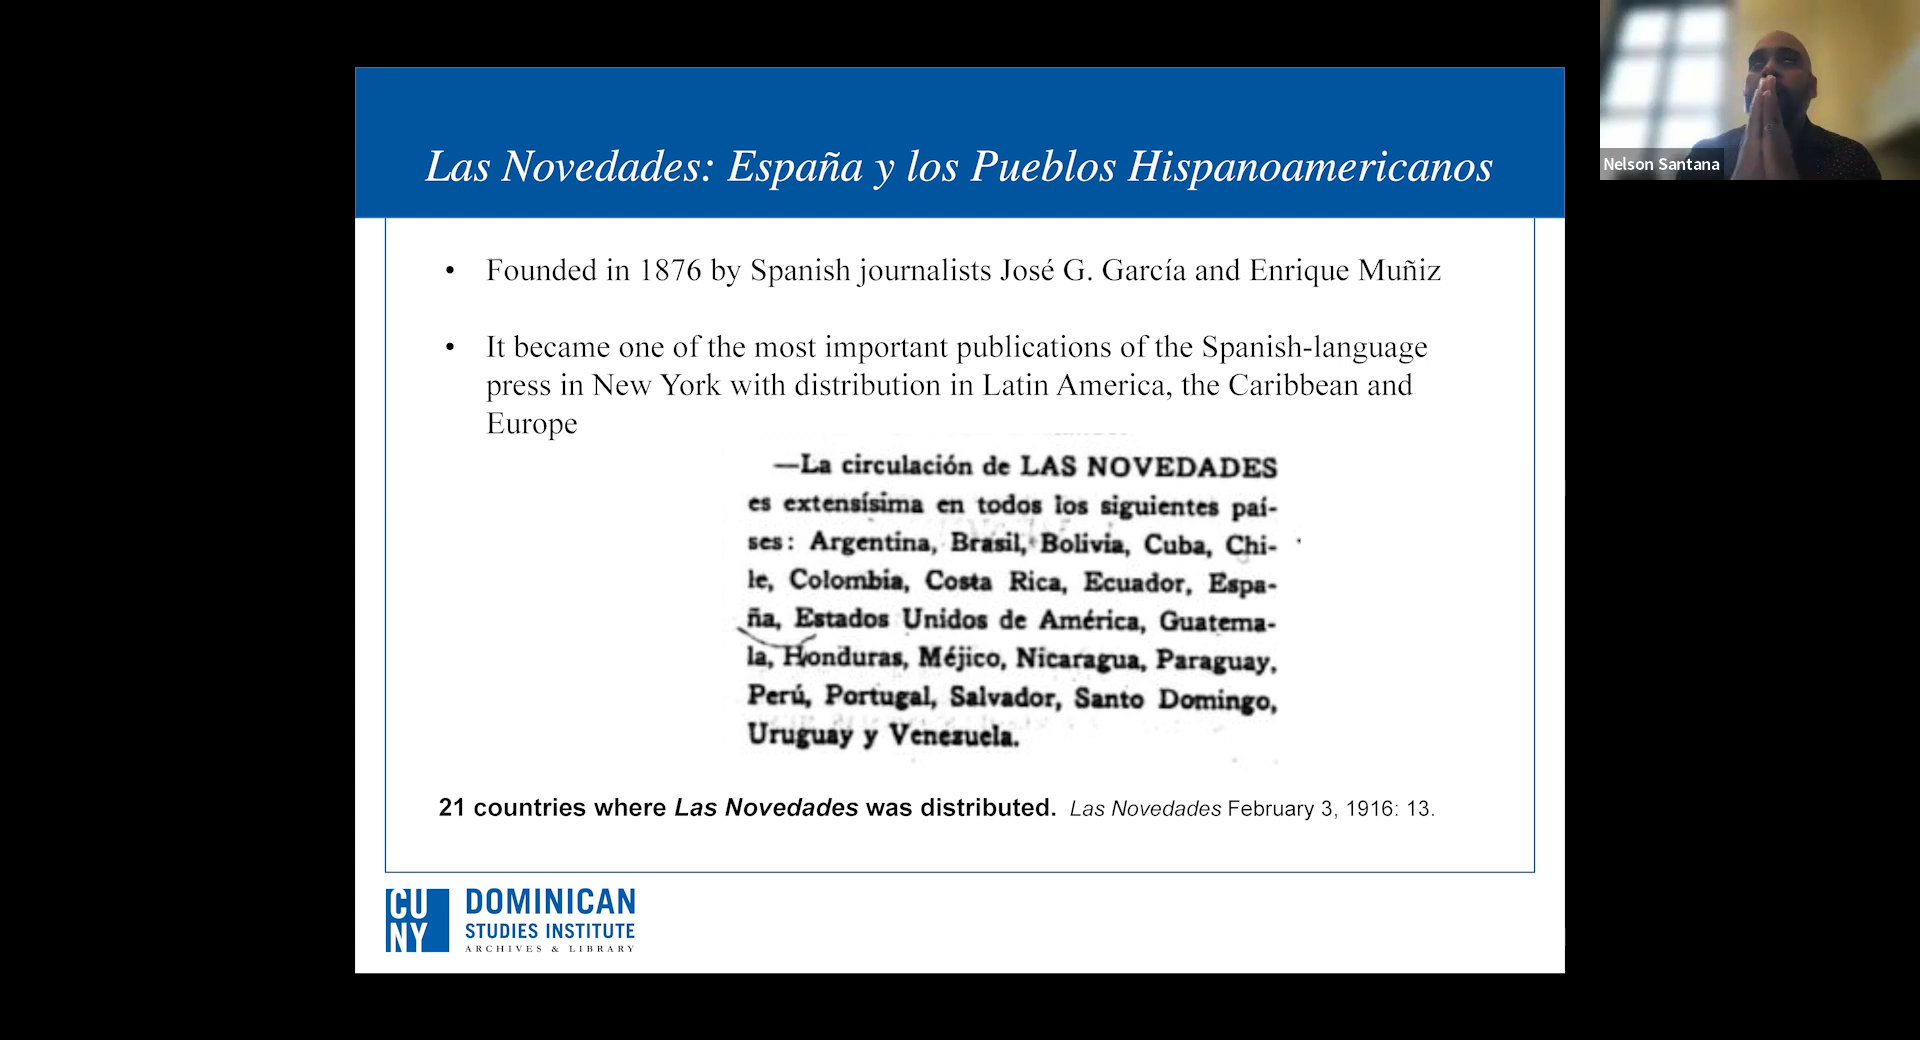 Las Novedades: España y los Pueblos Hispanoamericanos
Nelson Santana
• Founded in 1876 by Spanish journalists José G. García and Enrique Muñiz
• It became one of the most important publications of the Spanish-language
press in New York with distribution in Latin America, the Caribbean and
Europe
—La circulación de LAS NOVEDADES
es extensísima en todos los siguientes paí-
ses: Argentina, Brasil, Bolivia, Cuba, Chi-
le, Colombia, Costa Rica, Ecuador, Espa-
ña, Estados Unidos de América, Guatema-
la, Honduras, Méjico, Nicaragua, Paraguay,
Perú, Portugal, Salvador, Santo Domingo,
Uruguay y Venezuela.
21 countries where Las Novedades was distributed. Las Novedades February 3, 1916: 13.
CU
NY
DOMINICAN
STUDIES INSTITUTE
ARCHIVES & LIBRARY